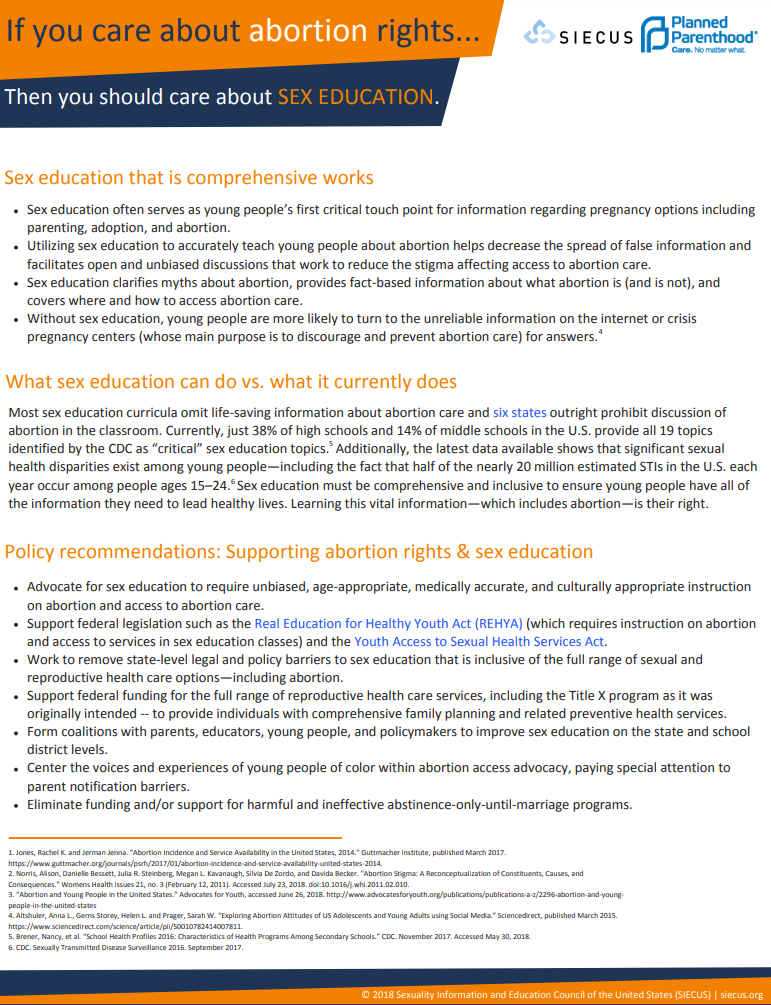 If you care about abortion rights...
SIECUS
Planned
Parenthood®
Care. No matter what.
Then you should care about SEX EDUCATION.
Sex education that is comprehensive works
• Sex education often serves as young people's first critical touch point for information regarding pregnancy options including
parenting, adoption, and abortion.
• Utilizing sex education to accurately teach young people about abortion helps decrease the spread of false information and
facilitates open and unbiased discussions that work to reduce the stigma affecting access to abortion care.
• Sex education clarifies myths about abortion, provides fact-based information about what abortion is (and is not), and
covers where and how to access abortion care.
• Without sex education, young people are more likely to turn to the unreliable information on the internet or crisis
pregnancy centers (whose main purpose is to discourage and prevent abortion care) for answers.4
What sex education can do vs. what it currently does
Most sex education curricula omit life-saving information about abortion care and six states outright prohibit discussion of
abortion in the classroom. Currently, just 38% of high schools and 14% of middle schools in the U.S. provide all 19 topics
identified by the CDC as “critical” sex education topics.5 Additionally, the latest data available shows that significant sexual
health disparities exist among young people—including the fact that half of the nearly 20 million estimated STIs in the U.S. each
year occur among people ages 15–24.6 Sex education must be comprehensive and inclusive to ensure young people have all of
the information they need to lead healthy lives. Learning this vital information—which includes abortion—is their right.
Policy recommendations: Supporting abortion rights & sex education
• Advocate for sex education to require unbiased, age-appropriate, medically accurate, and culturally appropriate instruction
on abortion and access to abortion care.
• Support federal legislation such as the Real Education for Healthy Youth Act (REHYA) (which requires instruction on abortion
and access to services in sex education classes) and the Youth Access to Sexual Health Services Act.
• Work to remove state-level legal and policy barriers to sex education that is inclusive of the full range of sexual and
reproductive health care options—including abortion.
• Support federal funding for the full range of reproductive health care services, including the Title X program as it was
originally intended -- to provide individuals with comprehensive family planning and related preventive health services.
• Form coalitions with parents, educators, young people, and policymakers to improve sex education on the state and school
district levels.
• Center the voices and experiences of young people of color within abortion access advocacy, paying special attention to
parent notification barriers.
• Eliminate funding and/or support for harmful and ineffective abstinence-only-until-marriage programs.
1. Jones, Rachel K. and Jerman Jenna. “Abortion Incidence and Service Availability in the United States, 2014.” Guttmacher Institute, published March 2017.
https://www.guttmacher.org/journals/psrh/2017/01/abortion-incidence-and-service-availability-united-states-2014.
2. Norris, Alison, Danielle Bessett, Julia R. Steinberg, Megan L. Kavanaugh, Silvia De Zordo, and Davida Becker. “Abortion Stigma: A Reconceptualization of Constituents, Causes, and
Consequences.” Womens Health Issues 21, no. 3 (February 12, 2011). Accessed July 23, 2018. doi:10.1016/j.whi.2011.02.010.
3. “Abortion and Young People in the United States.” Advocates for Youth, accessed June 26, 2018. http://www.advocatesforyouth.org/publications/publications-a-z/2296-abortion-and-young-
people-in-the-united-states
4. Altshuler, Anna L., Gerns Storey, Helen L. and Prager, Sarah W. “Exploring Abortion Attitudes of US Adolescents and Young Adults using Social Media.” Sciencedirect, published March 2015.
https://www.sciencedirect.com/science/article/pii/S0010782414007811.
5. Brener, Nancy, et al. “School Health Profiles 2016: Characteristics of Health Programs Among Secondary Schools.” CDC. November 2017. Accessed May 30, 2018.
6. CDC. Sexually Transmitted Disease Surveillance 2016. September 2017.
© 2018 Sexuality Information and Education Council of the United States (SIECUS) | siecus.org